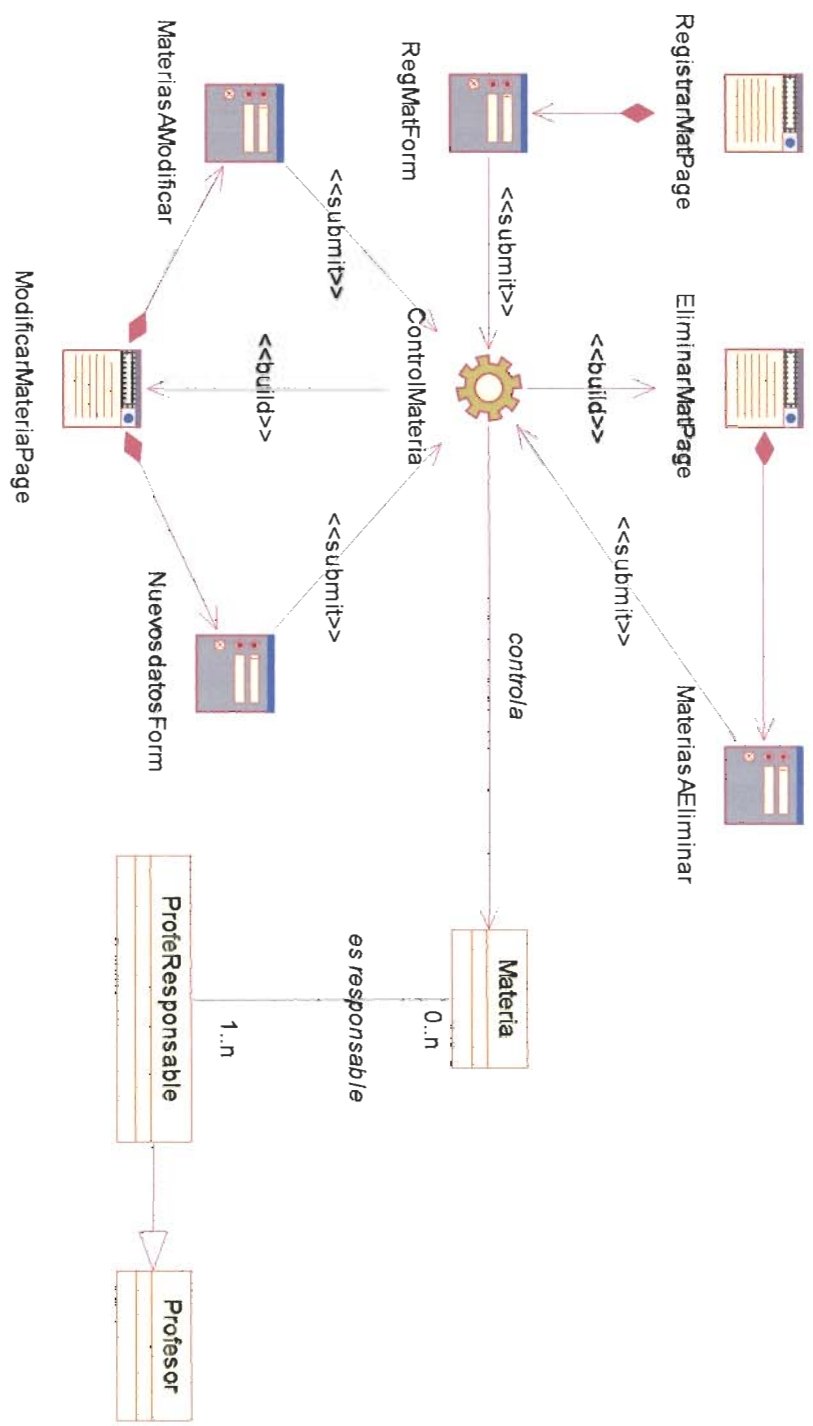 RegistrarMatPage
EliminarMatPage
MateriasAEliminar
<<build>>
<<submit>>
RegMatForm
<<submit>>
ControlMateria
controla
Materia
0..n
es responsable
1..n
<<submit>>
<<build>>
<<submit>>
MateriasAModificar
ModificarMateriaPage
NuevosdatosForm
ProfeResponsable
Profesor